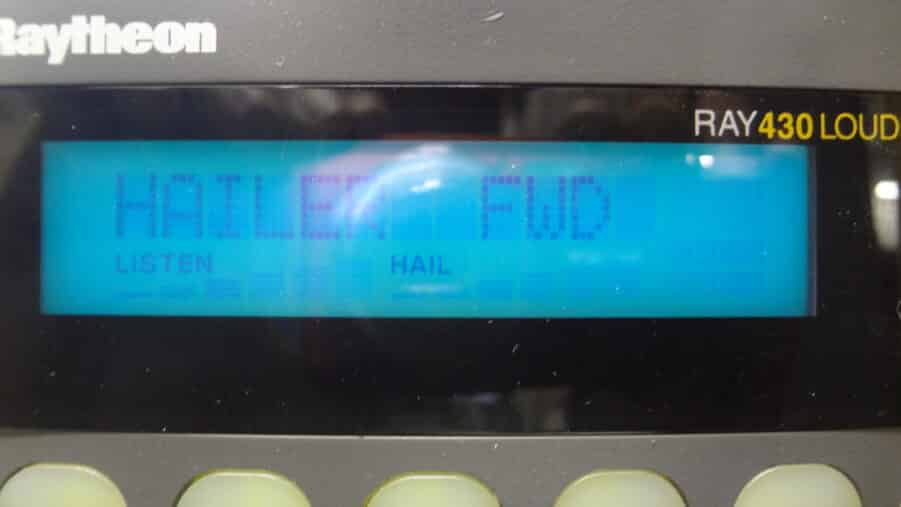 Raytheon
RAY430 LOUD
HAILER FWD
LISTEN HAIL